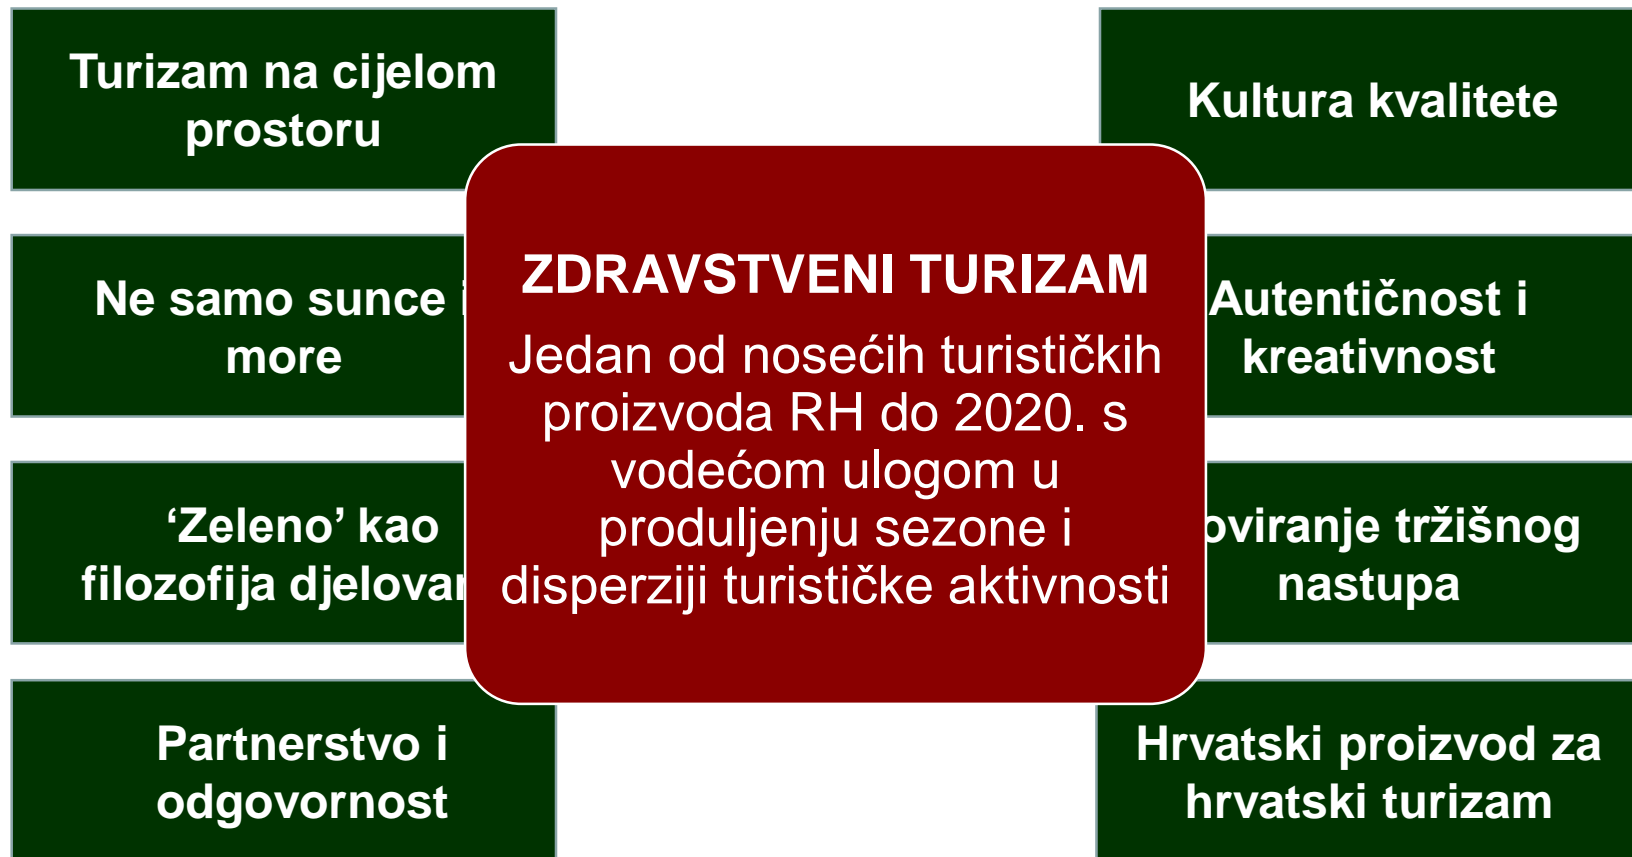 Turizam na cijelom
prostoru
Ne samo sunce
more
‘Zeleno’ kao
filozofija
Partnerstvo i
odgovornost
ZDRAVSTVENI TURIZAM
Jedan od nosećih turističkih
proizvoda RH do 2020. s
vodećom ulogom u
produljenju sezone i
disperziji turističke aktivnosti
Kultura kvalitete
Autentičnost i
kreativnost
tržišnog
nastupa
Hrvatski proizvod za
hrvatski turizam